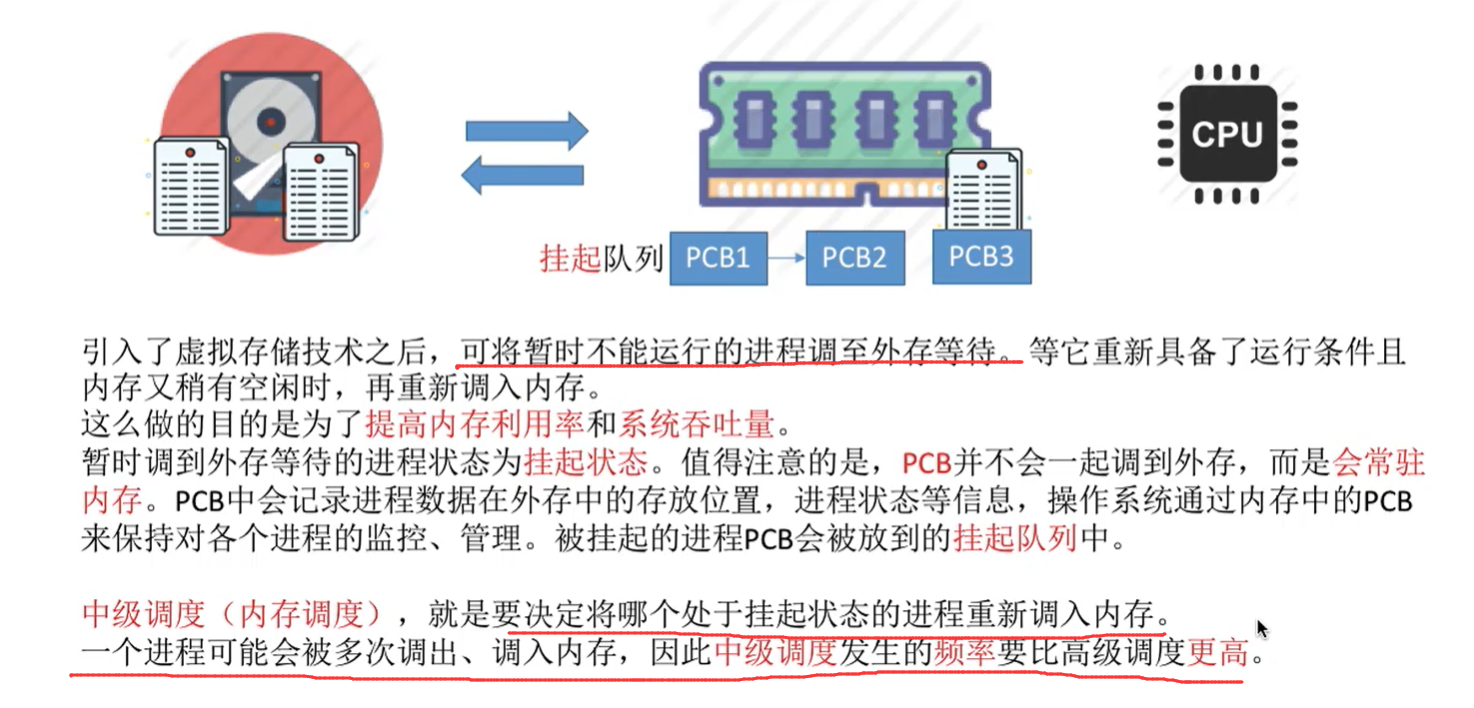 CPU
挂起队列 PCB1 PCB2 PCB3
引入了虚拟存储技术之后，可将暂时不能运行的进程调至外存等待。等它重新具备了运行条件且
内存又稍有空闲时，再重新调入内存。
这么做的目的是为了提高内存利用率和系统吞吐量。
暂时调到外存等待的进程状态为挂起状态。值得注意的是，PCB并不会一起调到外存，而是会常驻
内存。PCB中会记录进程数据在外存中的存放位置，进程状态等信息，操作系统通过内存中的PCB
来保持对各个进程的监控、管理。被挂起的进程PCB会被放到的挂起队列中。
中级调度（内存调度），就是要决定将哪个处于挂起状态的进程重新调入内存。
一个进程可能会被多次调出、调入内存，因此中级调度发生的频率要比高级调度更高。